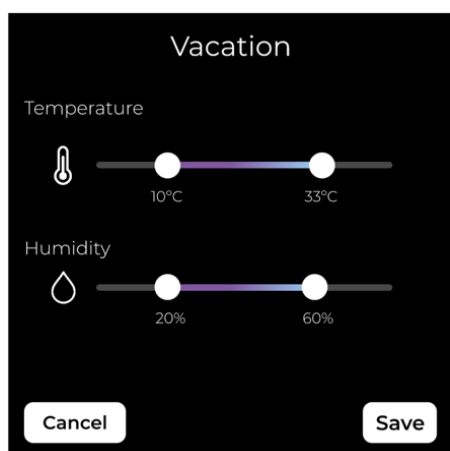 Vacation
Temperature
10°C 33°C
Humidity
20% 60%
Cancel Save